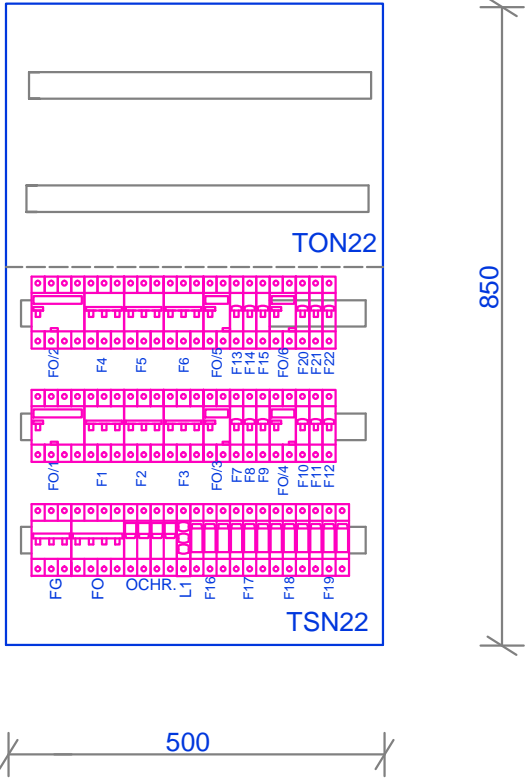 TON22
850
FO/2 F4 F5 F6 FO/5 F13 F14 F15 FO/6 F20 F21 F22
FO/1 F1 F2 F3 FO/3 F7 F8 F9 FO/4 F10 F11 F12
FG FO OCHR. L1 F16 F17 F18 F19
TSN22
500